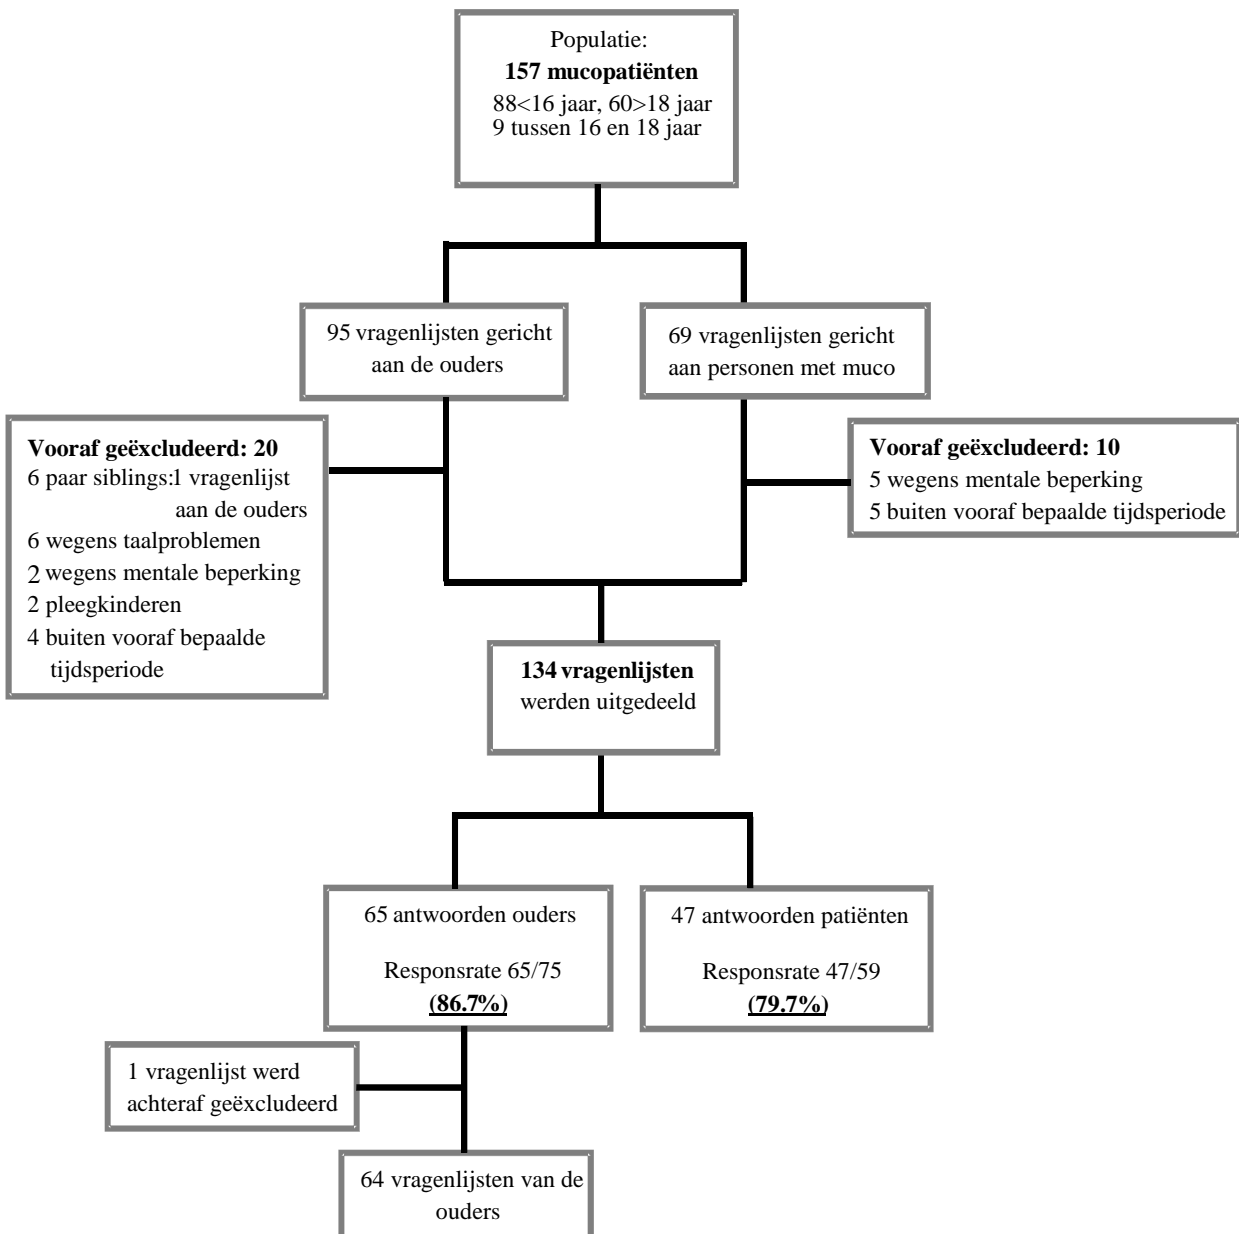 Populatie:
157 mucopatiënten
88<16 jaar, 60>18 jaar
9 tussen 16 en 18 jaar
95 vragenlijsten gericht
aan de ouders
69 vragenlijsten gericht
aan personen met muco
Vooraf geëxcludeerd: 20
6 paar siblings:1 vragenlijst
aan de ouders
6 wegens taalproblemen
2 wegens mentale beperking
2 pleegkinderen
4 buiten vooraf bepaalde
tijdsperiode
Vooraf geëxcludeerd: 10
5 wegens mentale beperking
5 buiten vooraf bepaalde tijdsperiode
134 vragenlijsten
werden uitgedeeld
65 antwoorden ouders
Responsrate 65/75
(86.7%)
47 antwoorden patiënten
Responsrate 47/59
(79.7%)
1 vragenlijst werd
achteraf geëxcludeerd
64 vragenlijsten van de
ouders